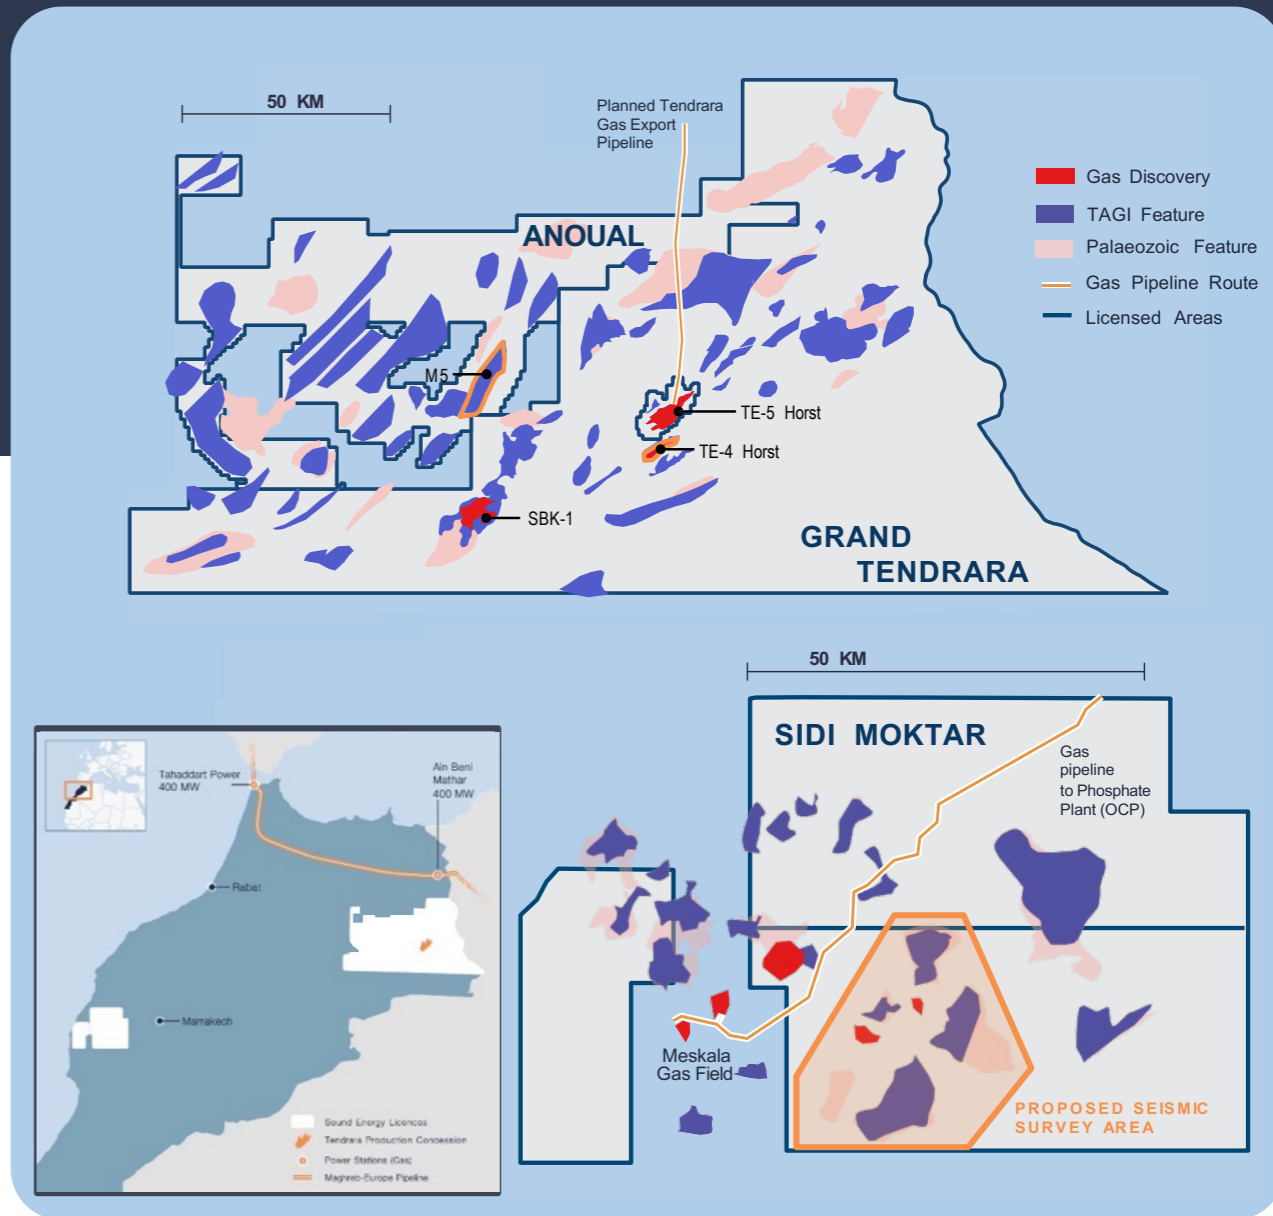 50 KM
Planned Tendrara
Gas Export
Pipeline
Gas Discovery
TAGI Feature
Palaeozoic Feature
Gas Pipeline Route
Licensed Areas
ANOUAL
M5
TE-5 Horst
TE-4 Horst
SBK-1
GRAND
TENDRARA
50 KM
SIDI MOKTAR
Gas
pipeline
to Phosphate
Plant (OCP)
Meskala
Gas Field
PROPOSED SEISMIC
SURVEY AREA
Tahaddart Power
400 MW
Ain Beni
Mathar
400 MW
Rabat
Marrakech
Sound Energy Licences
Tendrara Production Concession
Power Stations (Gas)
Maghreb-Europe Pipeline